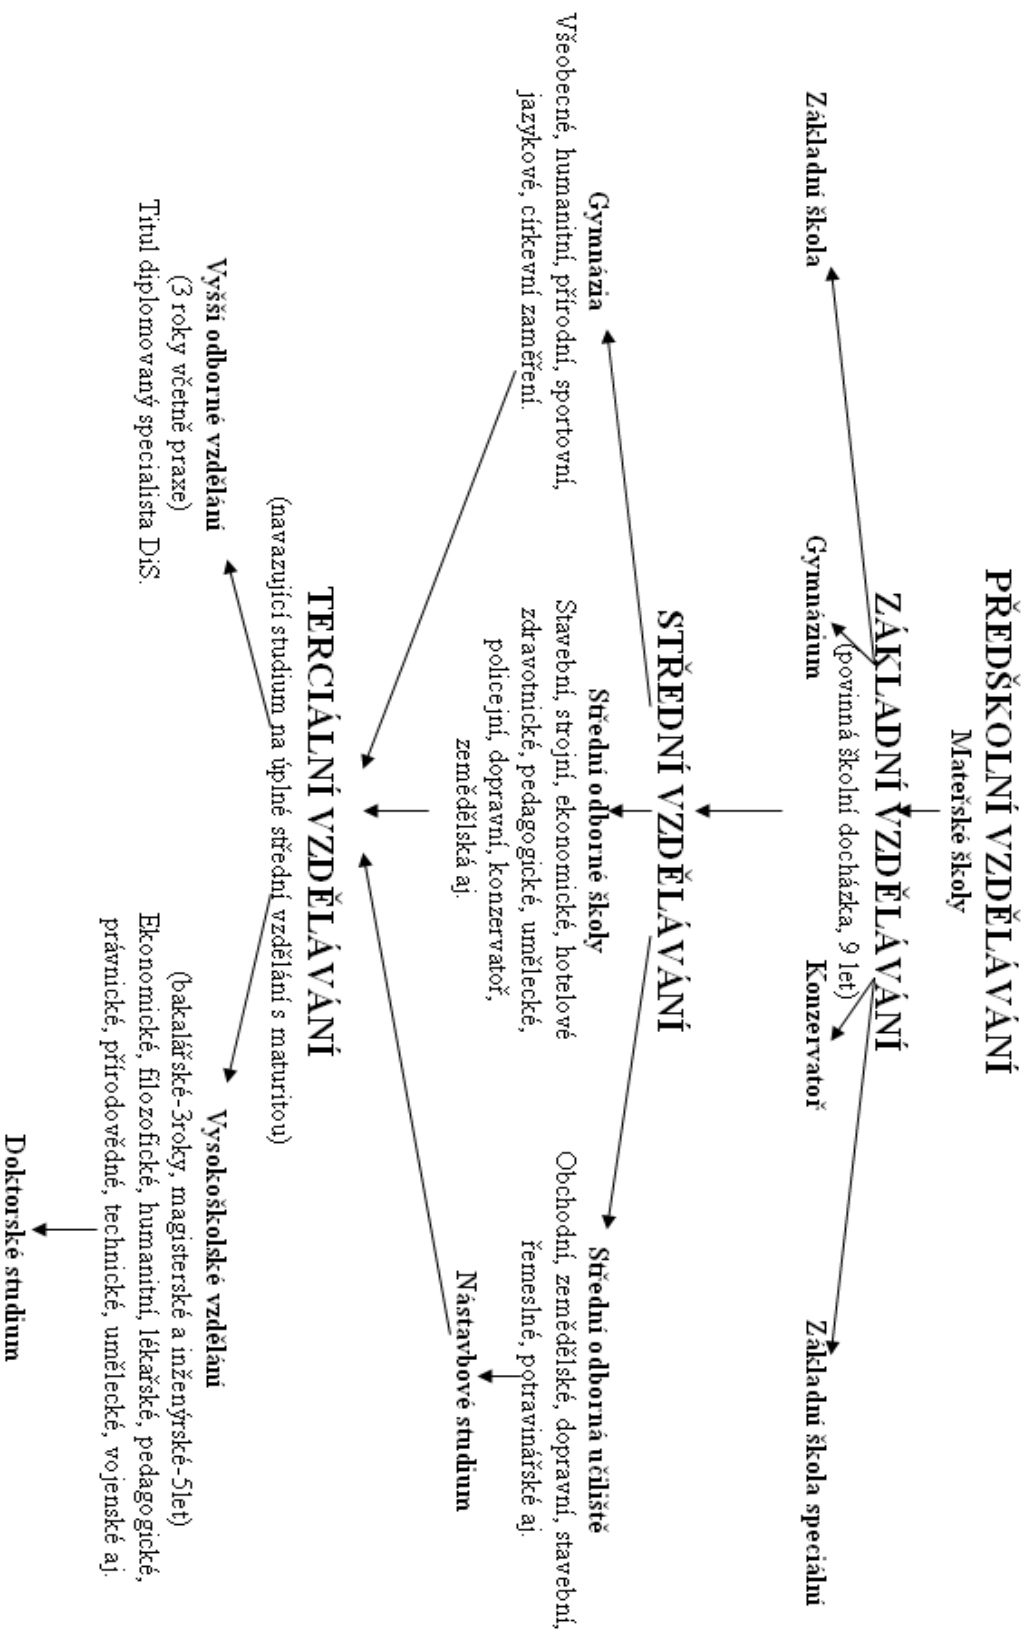 PŘEDŠKOLNÍ VZDĚLÁVÁNÍ
Mateřské školy
ZÁKLADNÍ VZDĚLÁVÁNÍ
(povinná školní docházka, 9 let)
Základní škola
Gymnázium
Konzervatoř
Základní škola speciální
STŘEDNÍ VZDĚLÁVÁNÍ
Gymnázia
Všeobecné, humanitní, přírodní, sportovní,
jazykové, církevní zaměření.
Střední odborné školy
Stavební, strojní, ekonomické, hotelové
zdravotnické, pedagogické, umělecké,
policejní, dopravní, konzervatoř,
zemědělská aj.
Střední odborná učiliště
Obchodní, zemědělské, dopravní, stavební,
řemeslné, potravinářské aj.
Nástavbové studium
TERCIÁLNÍ VZDĚLÁVÁNÍ
(navazující studium na úplné střední vzdělání s maturitou)
Vyšší odborné vzdělání
(3 roky včetně praxe)
Titul diplomovaný specialista DiS.
Vysokoškolské vzdělání
(bakalářské-3roky, magisterské a inženýrské-5let)
Ekonomické, filozofické, humanitní, lékařské, pedagogické,
právnické, přírodovědné, technické, umělecké, vojenské aj.
Doktorské studium